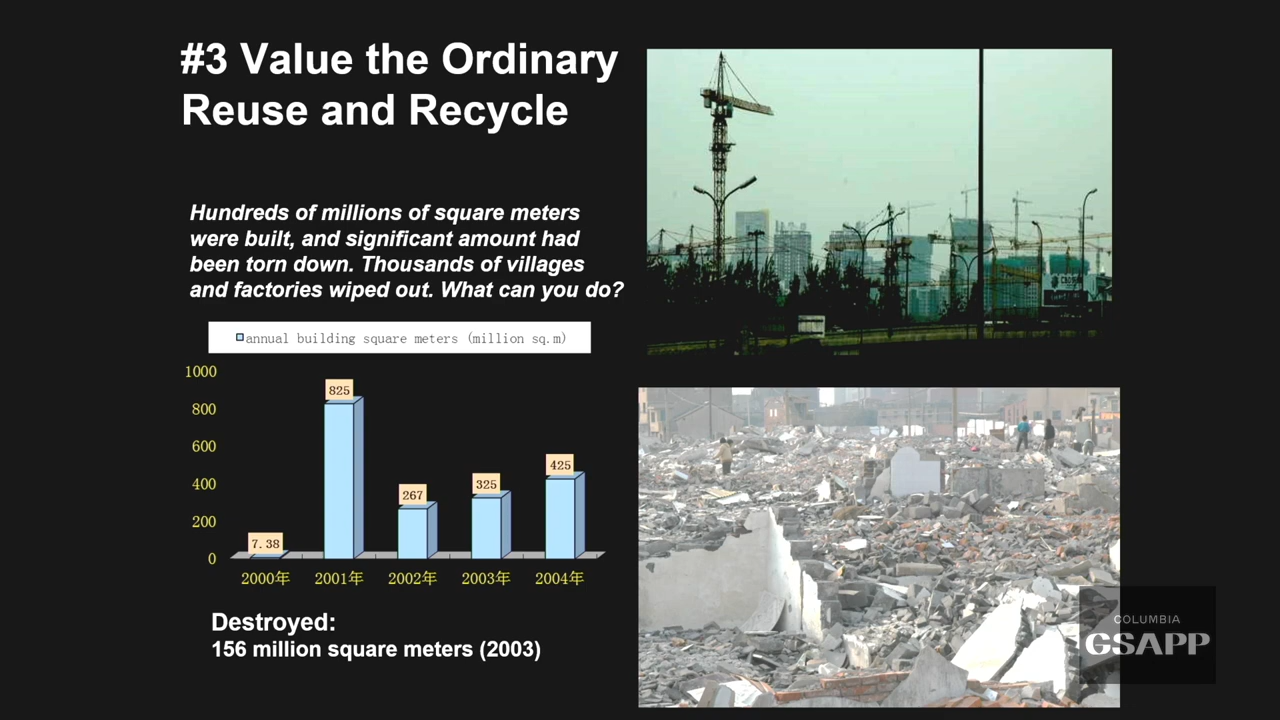 #3 Value the Ordinary
Reuse and Recycle
Hundreds of millions of square meters
were built, and significant amount had
been torn down. Thousands of villages
and factories wiped out. What can you do?
annual building square meters (million sq.m)
1000
800
600
400
200
0
7.38
825
267
325
425
2000年
2001年
2002年
2003年
2004年
Destroyed:
156 million square meters (2003)
COLUMBIA
GSAPP